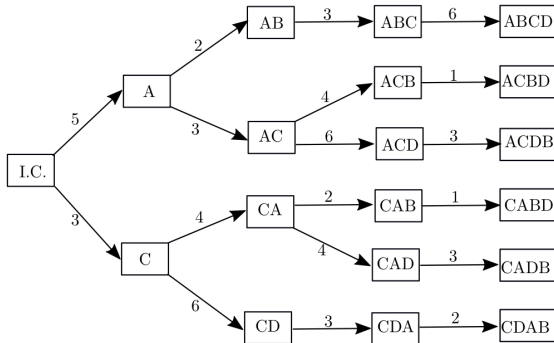 AB 3 ABC 6 ABCD
2
A ACB 1 ACBD
5 4
3 AC 6 ACD 3 ACDB
I.C.
3 4 CA 2 CAB 1 CABD
4
C CAD 3 CADB
6
CD 3 CDA 2 CDAB